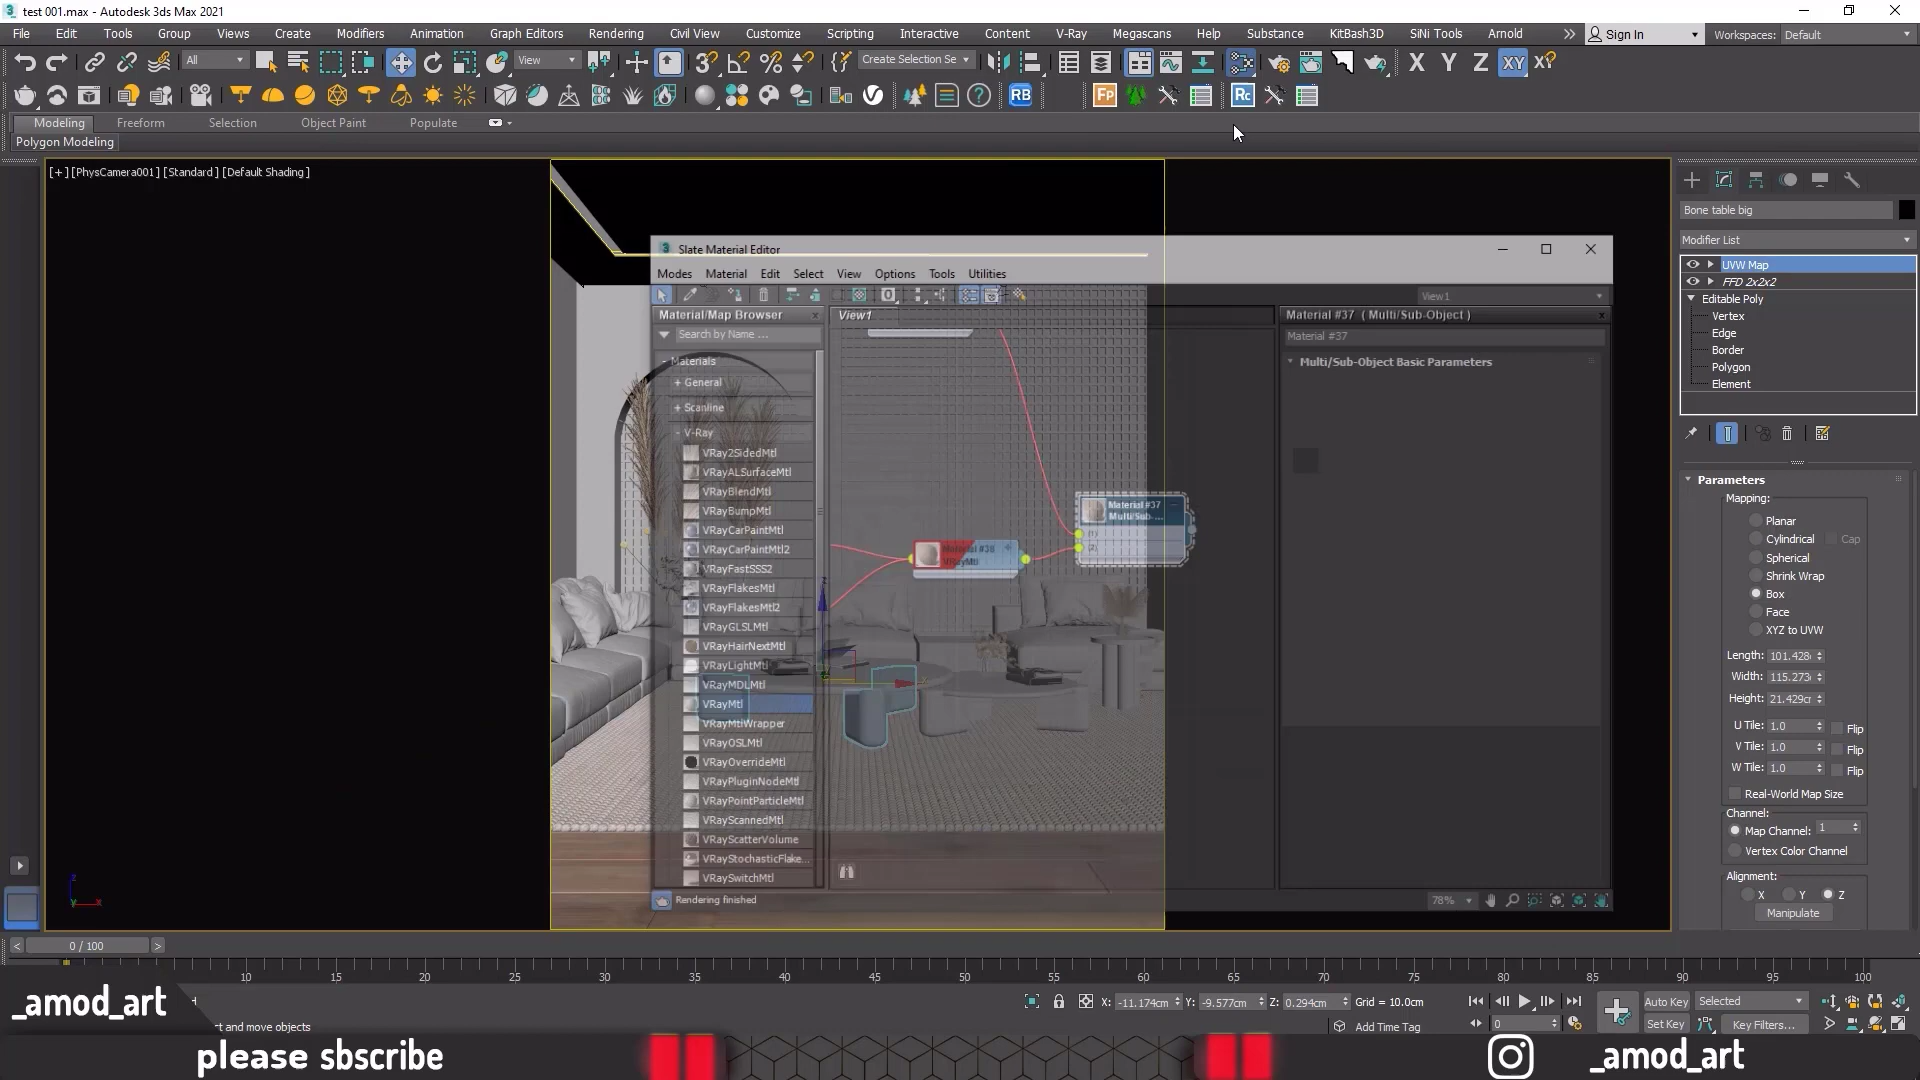 test 001.max - Autodesk 3ds Max 2021
File Edit Tools Group Views Create Modifiers Animation Graph Editors Rendering Civil View Customize Scripting Interactive Content V-Ray Megascans Help Substance KitBash3D SiNi Tools Arnold Sign In Workspaces: Default
All View Create Selection Se X Y Z XY XY
RB Fp Rc
Modeling Freeform Selection Object Paint Populate
Polygon Modeling
[+] [PhysCamera001] [Standard] [Default Shading]
Slate Material Editor
Modes Material Edit Select View Options Tools Utilities
View1
Material/Map Browser
Search by Name ...
- Materials
+ General
+ Scanline
- V-Ray
VRay2SidedMtl
VRayALSurfaceMtl
VRayBlendMtl
VRayBumpMtl
VRayCarPaintMtl
VRayCarPaintMtl2
VRayFastSSS2
VRayFlakesMtl
VRayFlakesMtl2
VRayGLSLMtl
VRayHairNextMtl
VRayLightMtl
VRayMDLMtl
VRayMtl
VRayMtlWrapper
VRayOSLMtl
VRayOverrideMtl
VRayPluginNodeMtl
VRayPointParticleMtl
VRayScannedMtl
VRayScatterVolume
VRayStochasticFlake...
VRaySwitchMtl
View1
Material #38
VRayMtl
Material #37
Multi/Sub-...
(1)
(2)
Material #37 ( Multi/Sub-Object )
Material #37
Multi/Sub-Object Basic Parameters
Rendering finished
78%
Bone table big
Modifier List
UVW Map
FFD 2x2x2
Editable Poly
Vertex
Edge
Border
Polygon
Element
Parameters
Mapping:
Planar
Cylindrical Cap
Spherical
Shrink Wrap
Box
Face
XYZ to UVW
Length: 101.428
Width: 115.273
Height: 21.429cr
U Tile: 1.0 Flip
V Tile: 1.0 Flip
W Tile: 1.0 Flip
Real-World Map Size
Channel:
Map Channel: 1
Vertex Color Channel
Alignment:
X Y Z
Manipulate
z
y x
< 0 / 100 >
10 15 20 25 30 35 40 45 50 55 60 65 70 75 80 85 90 95 100
X: -11.174cm Y: -9.577cm Z: 0.294cm Grid = 10.0cm
Auto Key Selected
ct and move objects
Add Time Tag
0
Set Key Key Filters...
_amod_art
please sbscribe
_amod_art